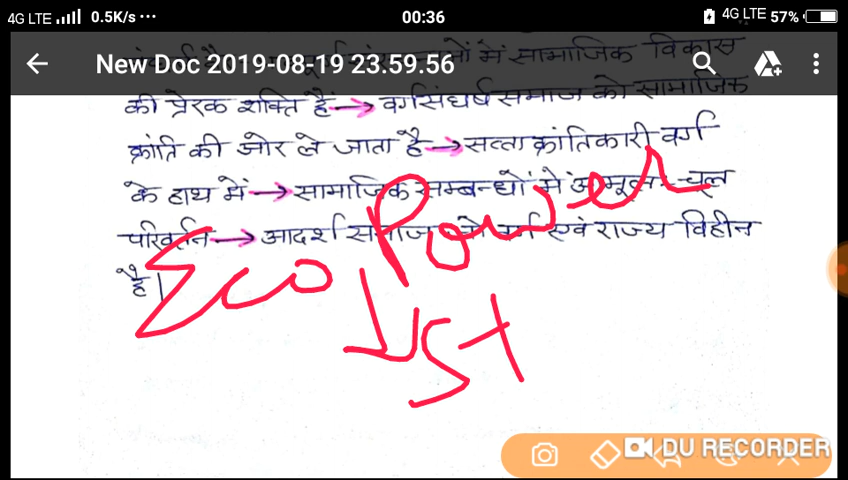 4G LTE 0.5K/s ... 00:36 4G LTE 57%
New Doc 2019-08-19 23.59.56
में सामाजिक विकास
की प्रेरक शक्ति हैं → वर्गसंघर्ष समाज को सामाजिक
क्रांति की ओर ले जाता है → सत्ता क्रांतिकारी वर्ग
के हाथ में → सामाजिक सम्बन्धों में आमूल-चूल
परिवर्तन → आदर्श समाज वर्ग एवं राज्य विहीन
है।
Eco Power
↓
St
DU RECORDER